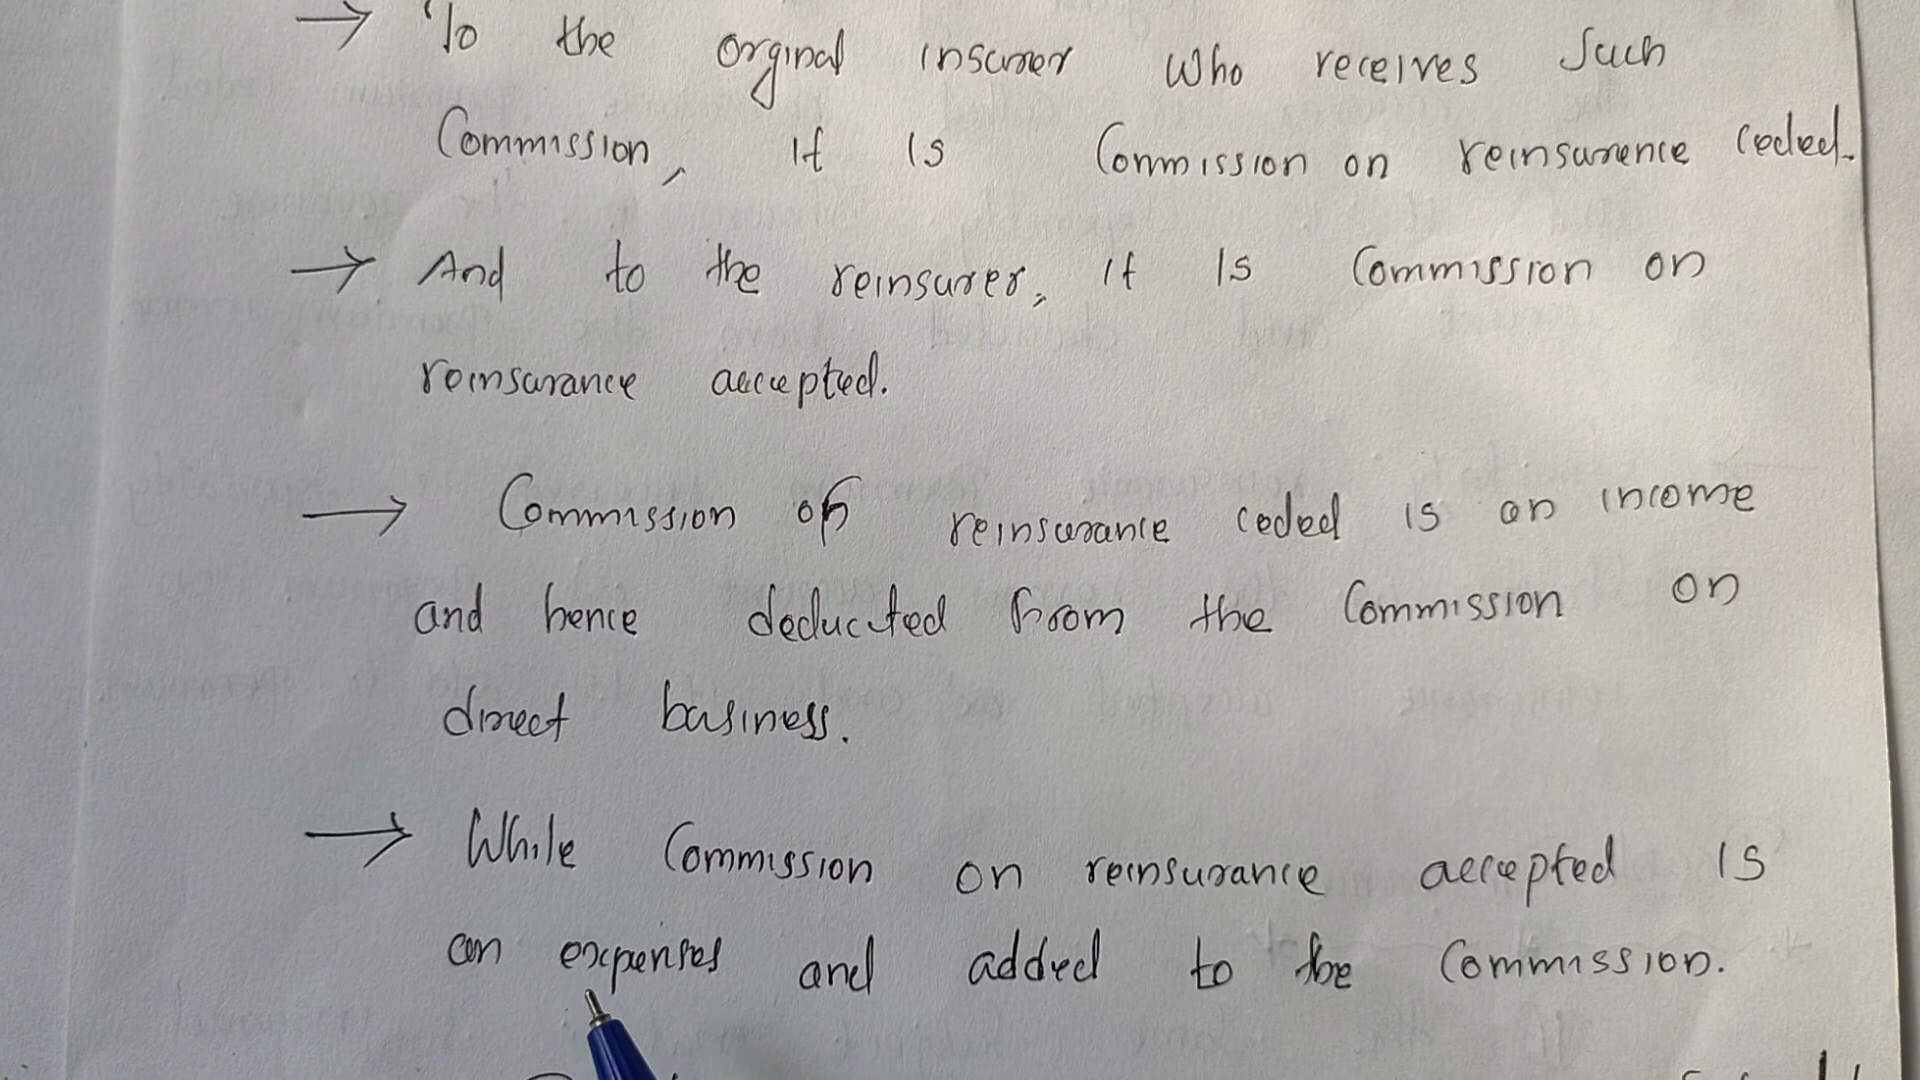 → To the orginal insurer who receives such
Commission, it is Commission on reinsurence ceded.
→ And to the reinsurer, it is Commission on
reinsurance accepted.
→ Commission of reinsurance ceded is an income
and hence deducted from the Commission on
direct business.
→ While Commission on reinsurance accepted is
an expenses and added to the Commission.